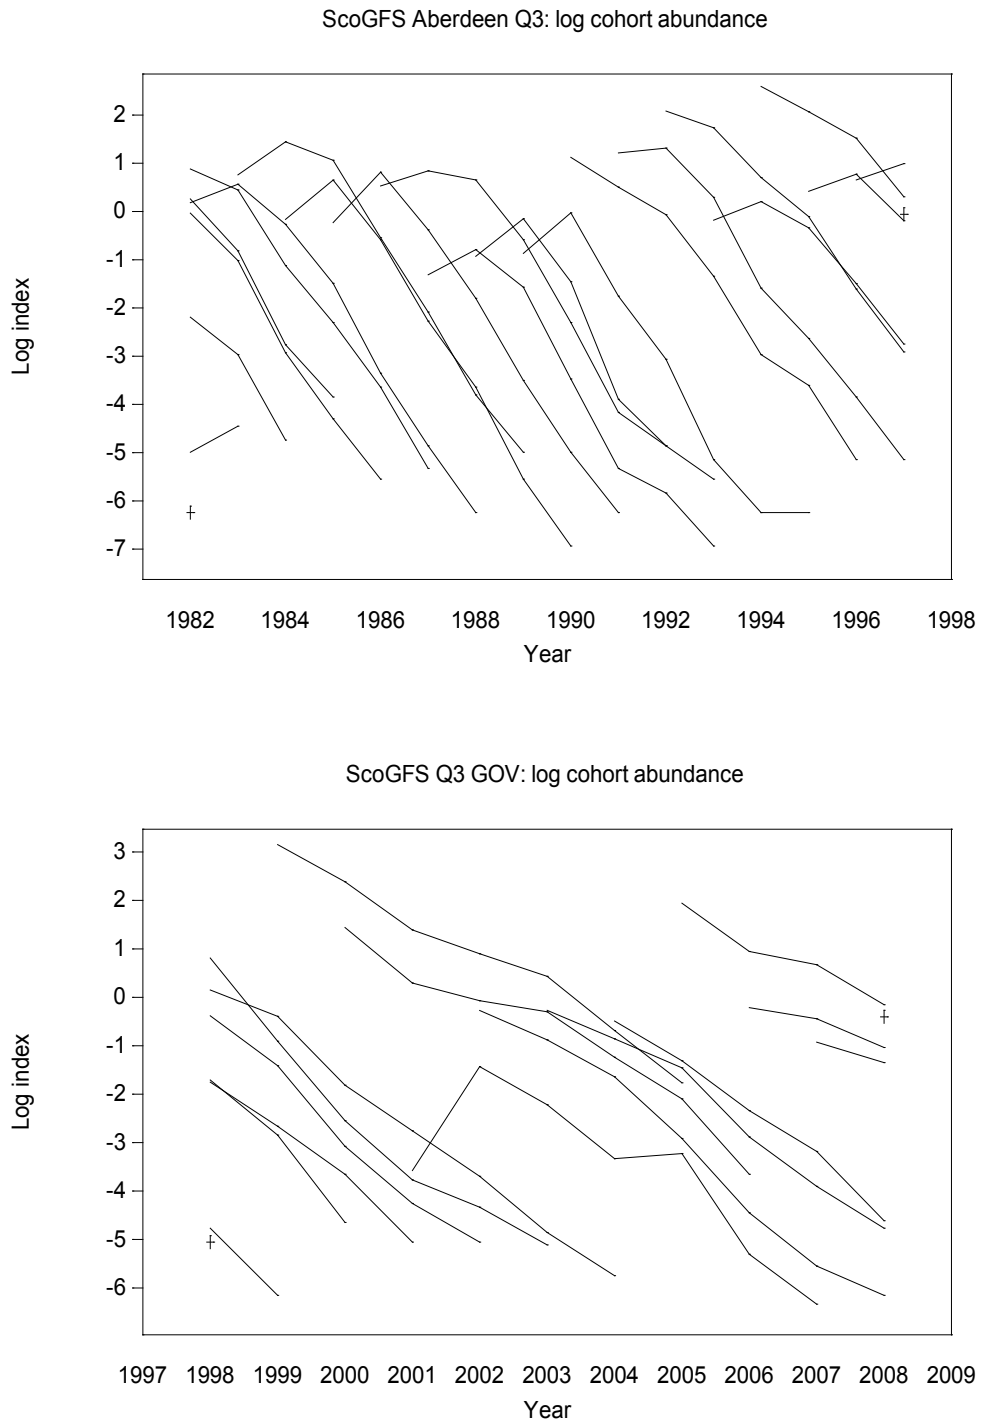 ScoGFS Aberdeen Q3: log cohort abundance
2
1
0
-1
-2
-3
-4
-5
-6
-7
Log index
1982 1984 1986 1988 1990 1992 1994 1996 1998
Year
ScoGFS Q3 GOV: log cohort abundance
3
2
1
0
-1
-2
-3
-4
-5
-6
Log index
1997 1998 1999 2000 2001 2002 2003 2004 2005 2006 2007 2008 2009
Year